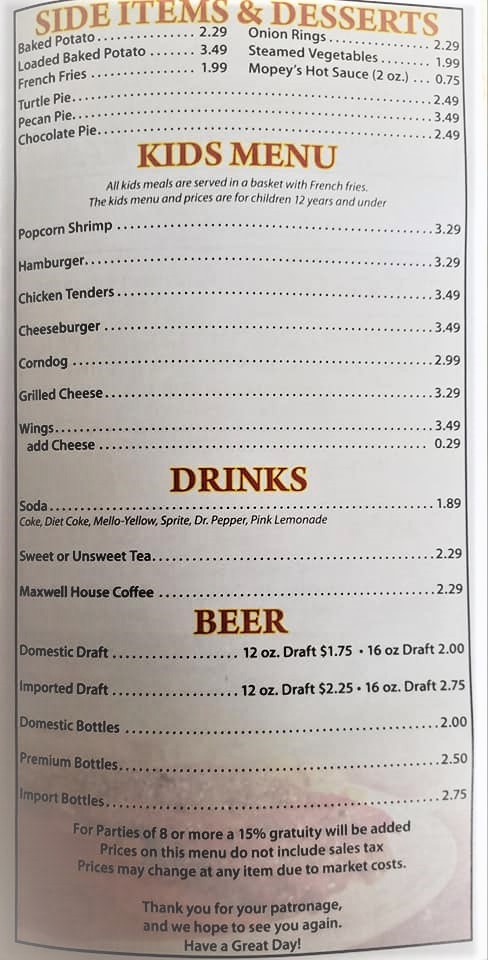 SIDE ITEMS & DESSERTS
Baked Potato 2.29
Loaded Baked Potato 3.49
French Fries 1.99
Onion Rings 2.29
Steamed Vegetables 1.99
Mopey's Hot Sauce (2 oz.) 0.75
Turtle Pie 2.49
Pecan Pie 3.49
Chocolate Pie 2.49
KIDS MENU
All kids meals are served in a basket with French fries.
The kids menu and prices are for children 12 years and under
Popcorn Shrimp 3.29
Hamburger 3.29
Chicken Tenders 3.49
Cheeseburger 3.49
Corndog 2.99
Grilled Cheese 3.29
Wings 3.49
add Cheese 0.29
DRINKS
Soda 1.89
Coke, Diet Coke, Mello-Yellow, Sprite, Dr. Pepper, Pink Lemonade
Sweet or Unsweet Tea 2.29
Maxwell House Coffee 2.29
BEER
Domestic Draft 12 oz. Draft $1.75 • 16 oz Draft 2.00
Imported Draft 12 oz. Draft $2.25 • 16 oz. Draft 2.75
Domestic Bottles 2.00
Premium Bottles 2.50
Import Bottles 2.75
For Parties of 8 or more a 15% gratuity will be added
Prices on this menu do not include sales tax
Prices may change at any item due to market costs.
Thank you for your patronage,
and we hope to see you again.
Have a Great Day!